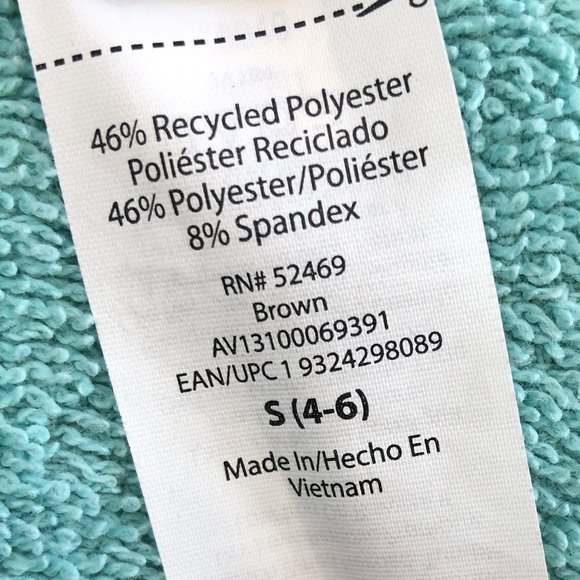 46% Recycled Polyester
Poliéster Reciclado
46% Polyester/Poliéster
8% Spandex
RN# 52469
Brown
AV13100069391
EAN/UPC 1 9324298089
S (4-6)
Made In/Hecho En
Vietnam